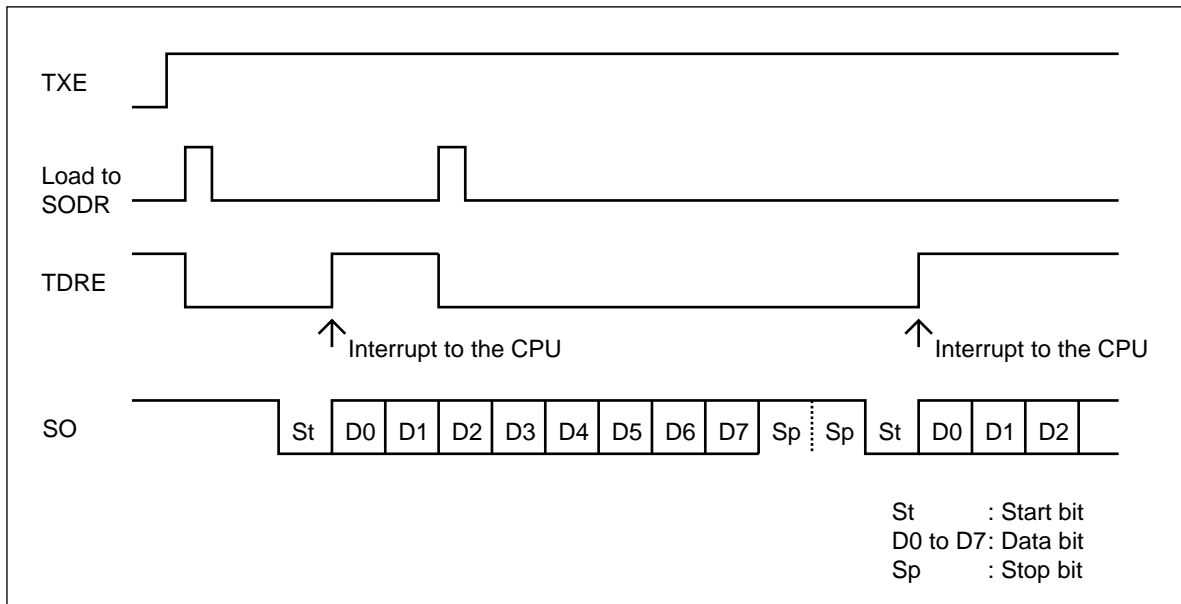 TXE
Load to
SODR
TDRE
Interrupt to the CPU Interrupt to the CPU
SO St D0 D1 D2 D3 D4 D5 D6 D7 Sp Sp St D0 D1 D2
St : Start bit
D0 to D7: Data bit
Sp : Stop bit